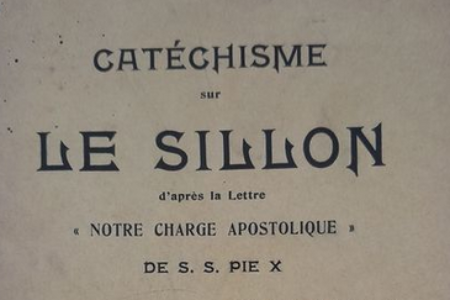 CATÉCHISME
sur
LE SILLON
d'après la Lettre
« NOTRE CHARGE APOSTOLIQUE »
DE S. S. PIE X